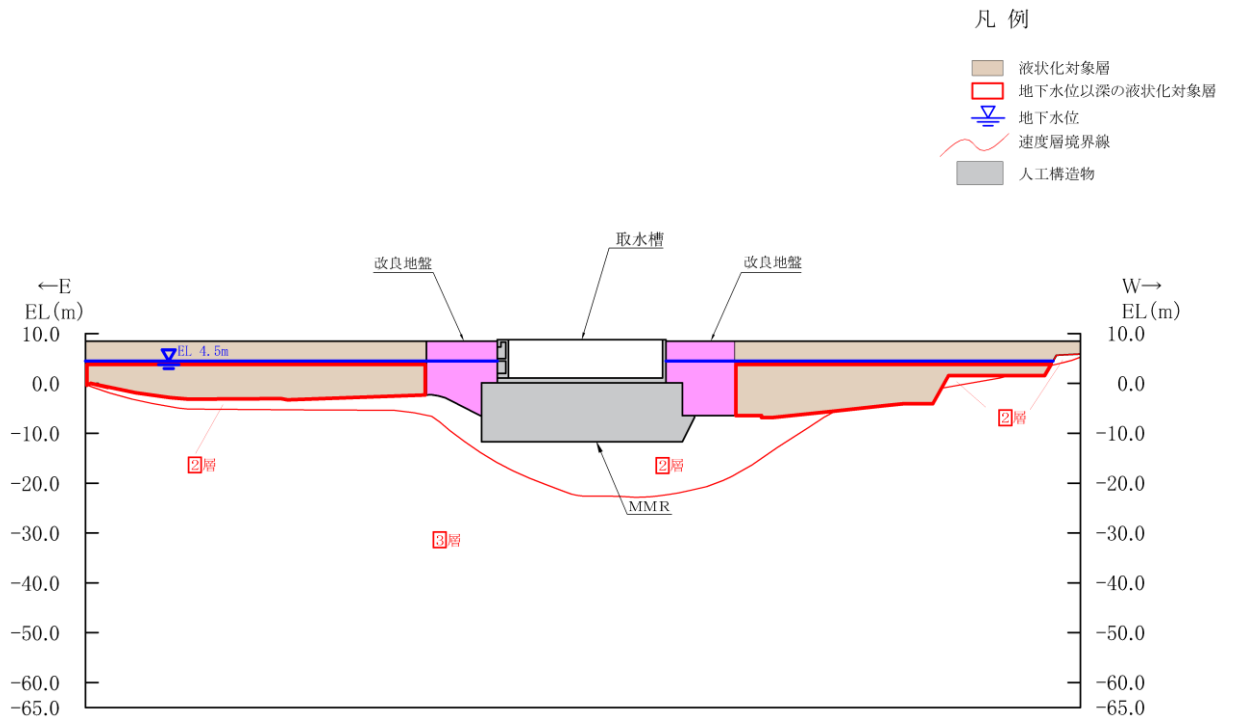 凡 例
液状化対象層
地下水位以深の液状化対象層
地下水位
速度層境界線
人工構造物
取水槽
改良地盤
改良地盤
←E
EL(m)
W→
EL(m)
10.0
0.0
-10.0
-20.0
-30.0
-40.0
-50.0
-60.0
-65.0
EL 4.5m
2層
3層
2層
MMR
2層
10.0
0.0
-10.0
-20.0
-30.0
-40.0
-50.0
-60.0
-65.0